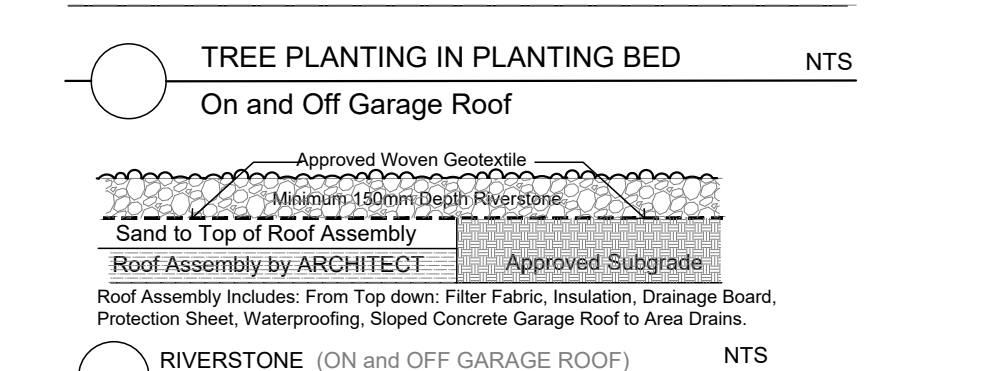 TREE PLANTING IN PLANTING BED
NTS
On and Off Garage Roof
Approved Woven Geotextile
Minimum 150mm Depth Riverstone
Sand to Top of Roof Assembly
Roof Assembly by ARCHITECT
Approved Subgrade
Roof Assembly Includes: From Top down: Filter Fabric, Insulation, Drainage Board,
Protection Sheet, Waterproofing, Sloped Concrete Garage Roof to Area Drains.
RIVERSTONE (ON and OFF GARAGE ROOF)
NTS